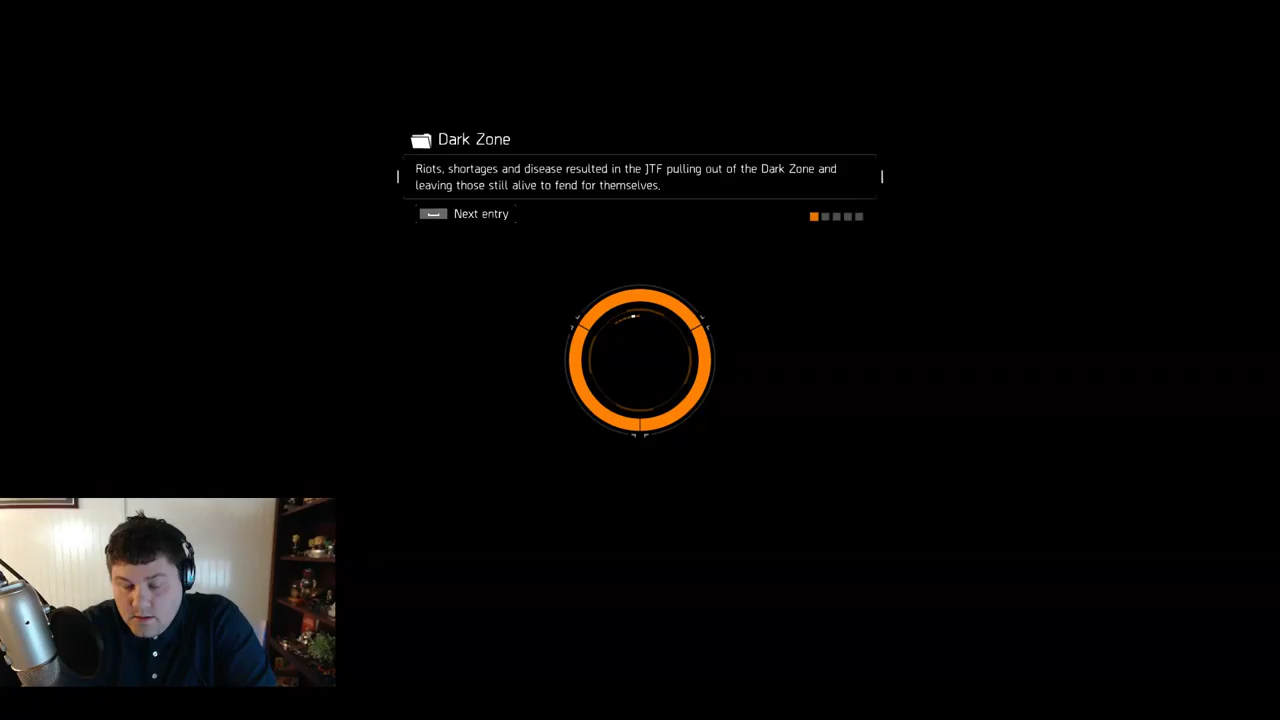 Dark Zone
Riots, shortages and disease resulted in the JTF pulling out of the Dark Zone and
leaving those still alive to fend for themselves.
Next entry